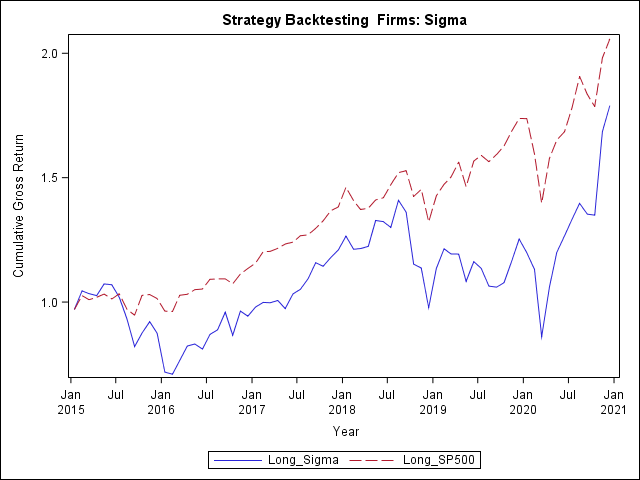 Strategy Backtesting  Firms: Sigma
2.0
1.5
1.0
Cumulative Gross Return
Jan Jul Jan Jul Jan Jul Jan Jul Jan Jul Jan Jul Jan
2015 2016 2017 2018 2019 2020 2021
Year
Long_Sigma Long_SP500